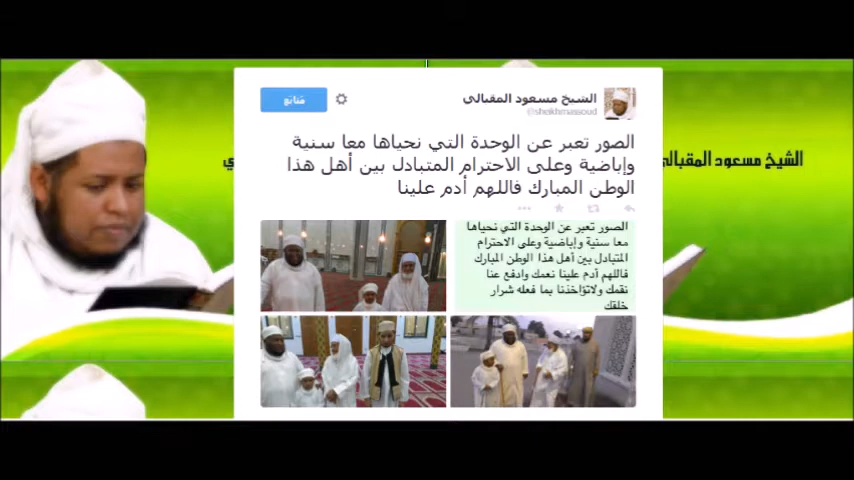 الشيخ مسعود المقبالي
@sheikhmasoud
متابع
الصور تعبر عن الوحدة التي نحياها معا سنية
وإباضية وعلى الاحترام المتبادل بين أهل هذا
الوطن المبارك فاللهم أدم علينا
الصور تعبر عن الوحدة التي نحياها
معا سنية وإباضية وعلى الاحترام
المتبادل بين أهل هذا الوطن المبارك
فاللهم أدم علينا نعمك وادفع عنا
نقمك ولاتؤاخذنا بما فعله شرار
خلقك
الشيخ مسعود المقبالي